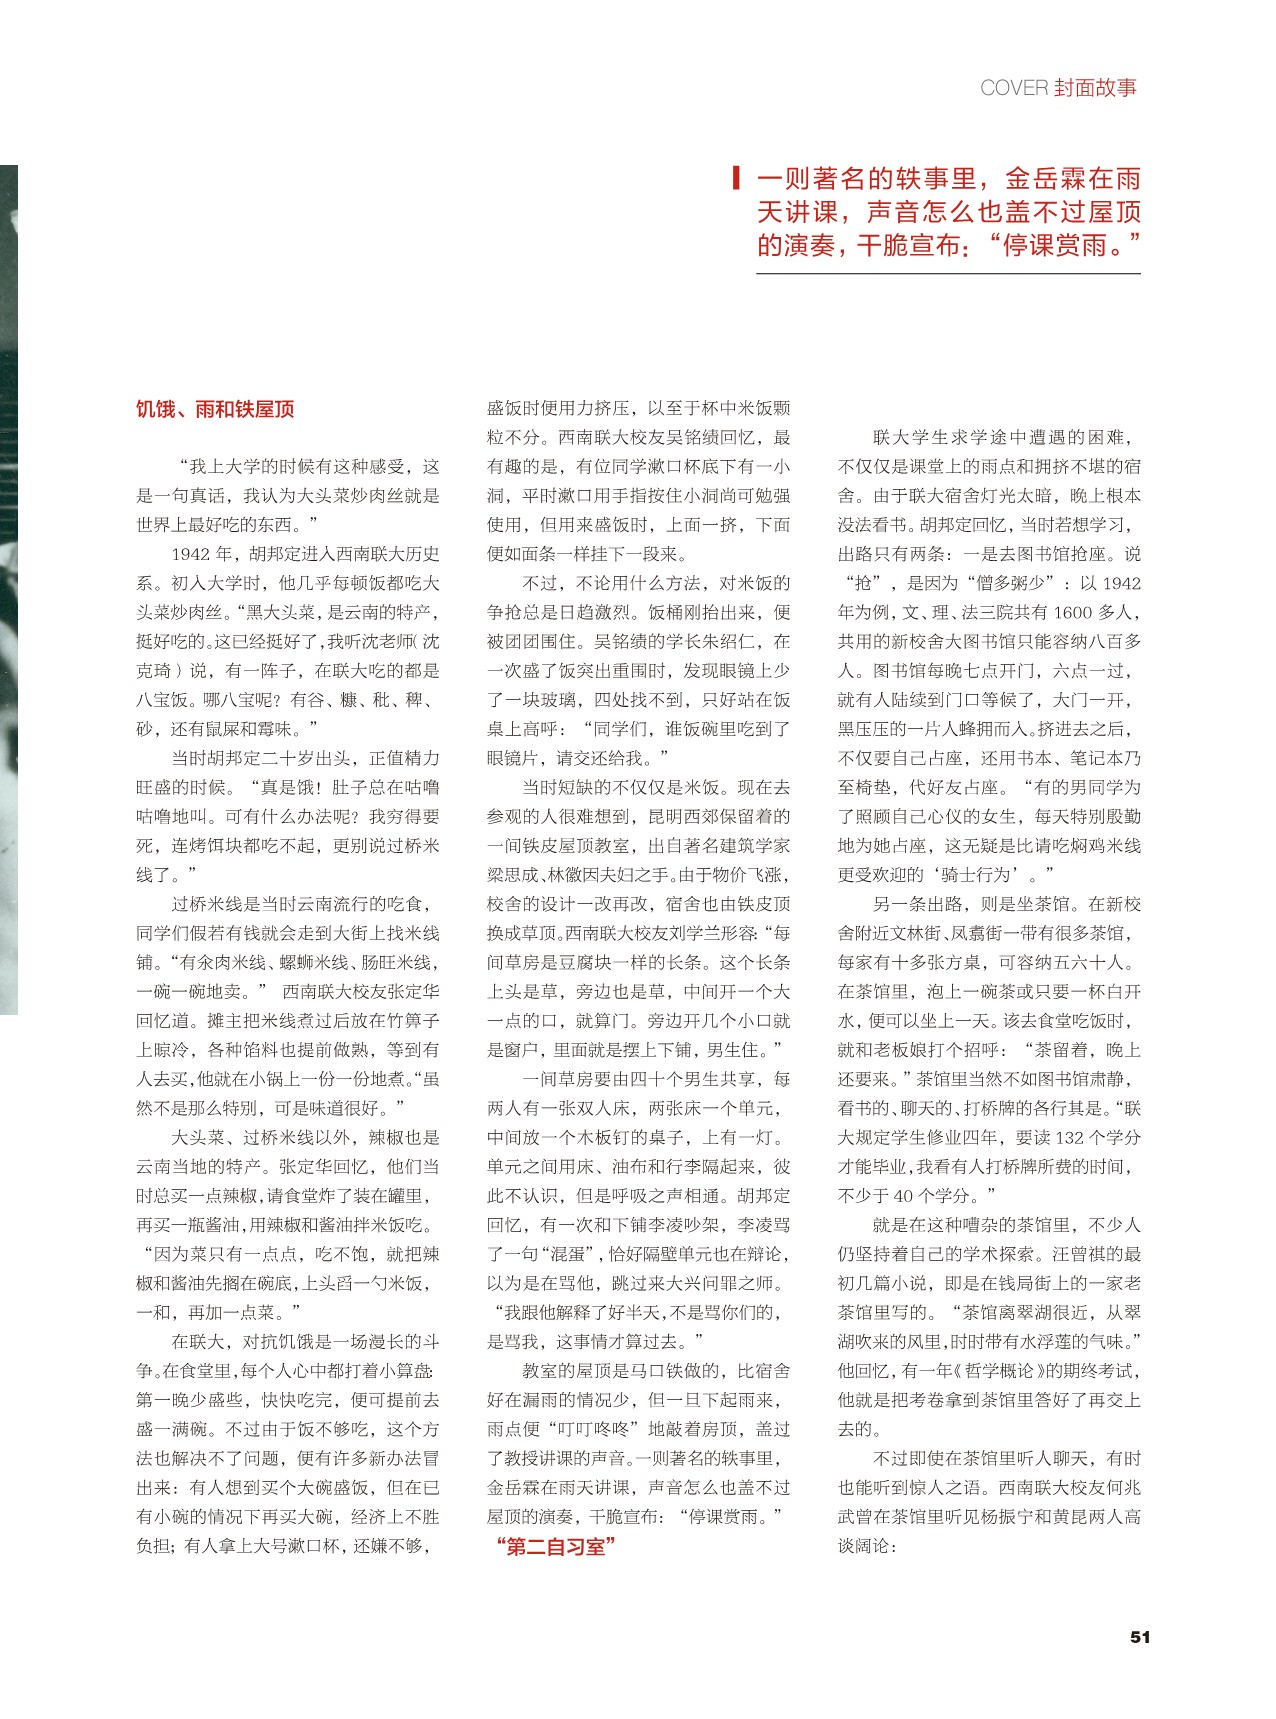 COVER 封面故事
一则著名的轶事里，金岳霖在雨
天讲课，声音怎么也盖不过屋顶
的演奏，干脆宣布：“停课赏雨。”
饥饿、雨和铁屋顶
“我上大学的时候有这种感受，这
是一句真话，我认为大头菜炒肉丝就是
世界上最好吃的东西。”
1942 年，胡邦定进入西南联大历史
系。初入大学时，他几乎每顿饭都吃大
头菜炒肉丝。“黑大头菜，是云南的特产，
挺好吃的。这已经挺好了，我听沈老师（沈
克琦）说，有一阵子，在联大吃的都是
八宝饭。哪八宝呢？有谷、糠、秕、稗、
砂，还有鼠屎和霉味。”
当时胡邦定二十岁出头，正值精力
旺盛的时候。“真是饿！肚子总在咕噜
咕噜地叫。可有什么办法呢？我穷得要
死，连烤饵块都吃不起，更别说过桥米
线了。”
过桥米线是当时云南流行的吃食，
同学们假若有钱就会走到大街上找米线
铺。“有汆肉米线、螺蛳米线、肠旺米线，
一碗一碗地卖。” 西南联大校友张定华
回忆道。摊主把米线煮过后放在竹箅子
上晾冷，各种馅料也提前做熟，等到有
人去买，他就在小锅上一份一份地煮。“虽
然不是那么特别，可是味道很好。”
大头菜、过桥米线以外，辣椒也是
云南当地的特产。张定华回忆，他们当
时总买一点辣椒，请食堂炸了装在罐里，
再买一瓶酱油，用辣椒和酱油拌米饭吃。
“因为菜只有一点点，吃不饱，就把辣
椒和酱油先搁在碗底，上头舀一勺米饭，
一和，再加一点菜。”
在联大，对抗饥饿是一场漫长的斗
争。在食堂里，每个人心中都打着小算盘：
第一晚少盛些，快快吃完，便可提前去
盛一满碗。不过由于饭不够吃，这个方
法也解决不了问题，便有许多新办法冒
出来：有人想到买个大碗盛饭，但在已
有小碗的情况下再买大碗，经济上不胜
负担；有人拿上大号漱口杯，还嫌不够，
盛饭时便用力挤压，以至于杯中米饭颗
粒不分。西南联大校友吴铭绩回忆，最
有趣的是，有位同学漱口杯底下有一小
洞，平时漱口用手指按住小洞尚可勉强
使用，但用来盛饭时，上面一挤，下面
便如面条一样挂下一段来。
不过，不论用什么方法，对米饭的
争抢总是日趋激烈。饭桶刚抬出来，便
被团团围住。吴铭绩的学长朱绍仁，在
一次盛了饭突出重围时，发现眼镜上少
了一块玻璃，四处找不到，只好站在饭
桌上高呼：“同学们，谁饭碗里吃到了
眼镜片，请交还给我。”
当时短缺的不仅仅是米饭。现在去
参观的人很难想到，昆明西郊保留着的
一间铁皮屋顶教室，出自著名建筑学家
梁思成、林徽因夫妇之手。由于物价飞涨，
校舍的设计一改再改，宿舍也由铁皮顶
换成草顶。西南联大校友刘学兰形容：“每
间草房是豆腐块一样的长条。这个长条
上头是草，旁边也是草，中间开一个大
一点的口，就算门。旁边开几个小口就
是窗户，里面就是摆上下铺，男生住。”
一间草房要由四十个男生共享，每
两人有一张双人床，两张床一个单元，
中间放一个木板钉的桌子，上有一灯。
单元之间用床、油布和行李隔起来，彼
此不认识，但是呼吸之声相通。胡邦定
回忆，有一次和下铺李凌吵架，李凌骂
了一句“混蛋”，恰好隔壁单元也在辩论，
以为是在骂他，跳过来大兴问罪之师。
“我跟他解释了好半天，不是骂你们的，
是骂我，这事情才算过去。”
教室的屋顶是马口铁做的，比宿舍
好在漏雨的情况少，但一旦下起雨来，
雨点便“叮叮咚咚”地敲着房顶，盖过
了教授讲课的声音。一则著名的轶事里，
金岳霖在雨天讲课，声音怎么也盖不过
屋顶的演奏，干脆宣布：“停课赏雨。”
“第二自习室”
联大学生求学途中遭遇的困难，
不仅仅是课堂上的雨点和拥挤不堪的宿
舍。由于联大宿舍灯光太暗，晚上根本
没法看书。胡邦定回忆，当时若想学习，
出路只有两条：一是去图书馆抢座。说
“抢”，是因为“僧多粥少”：以 1942
年为例，文、理、法三院共有 1600 多人，
共用的新校舍大图书馆只能容纳八百多
人。图书馆每晚七点开门，六点一过，
就有人陆续到门口等候了，大门一开，
黑压压的一片人蜂拥而入。挤进去之后，
不仅要自己占座，还用书本、笔记本乃
至椅垫，代好友占座。“有的男同学为
了照顾自己心仪的女生，每天特别殷勤
地为她占座，这无疑是比请吃焖鸡米线
更受欢迎的‘骑士行为’。”
另一条出路，则是坐茶馆。在新校
舍附近文林街、凤翥街一带有很多茶馆，
每家有十多张方桌，可容纳五六十人。
在茶馆里，泡上一碗茶或只要一杯白开
水，便可以坐上一天。该去食堂吃饭时，
就和老板娘打个招呼：“茶留着，晚上
还要来。”茶馆里当然不如图书馆肃静，
看书的、聊天的、打桥牌的各行其是。“联
大规定学生修业四年，要读 132 个学分
才能毕业，我看有人打桥牌所费的时间，
不少于 40 个学分。”
就是在这种嘈杂的茶馆里，不少人
仍坚持着自己的学术探索。汪曾祺的最
初几篇小说，即是在钱局街上的一家老
茶馆里写的。“茶馆离翠湖很近，从翠
湖吹来的风里，时时带有水浮莲的气味。”
他回忆，有一年《哲学概论》的期终考试，
他就是把考卷拿到茶馆里答好了再交上
去的。
不过即使在茶馆里听人聊天，有时
也能听到惊人之语。西南联大校友何兆
武曾在茶馆里听见杨振宁和黄昆两人高
谈阔论：
51